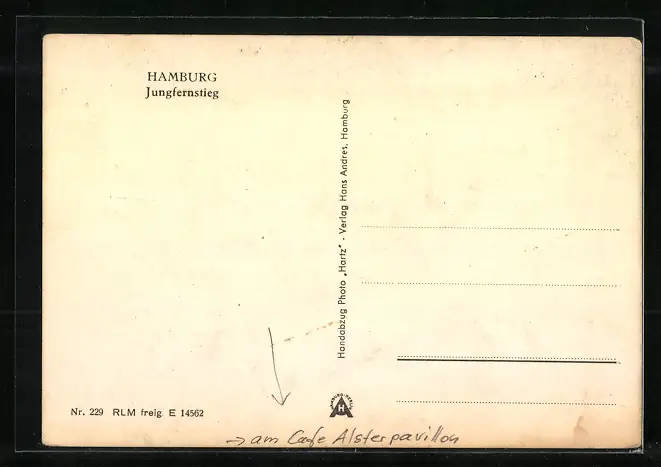 HAMBURG
Jungfernstieg
Handabzug Photo „Hartz" - Verlag Hans Andres, Hamburg
Nr. 229 RLM freig. E 14562
→ am Cafe Alsterpavillon